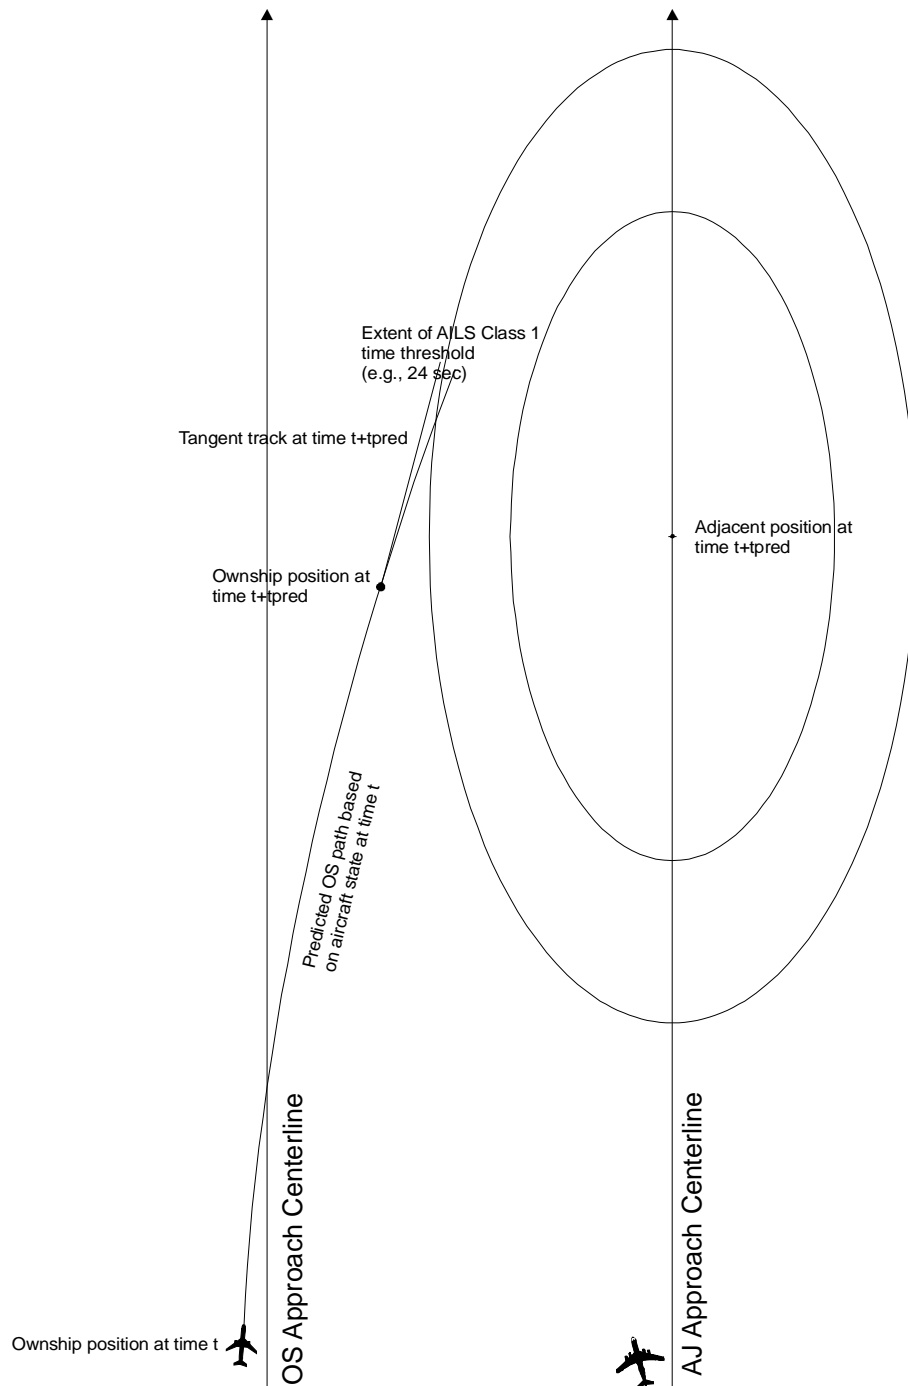 Extent of AILS Class 1
time threshold
(e.g., 24 sec)
Tangent track at time t+tpred
Adjacent position at
time t+tpred
Ownship position at
time t+tpred
Predicted OS path based
on aircraft state at time t
OS Approach Centerline
AJ Approach Centerline
Ownship position at time t